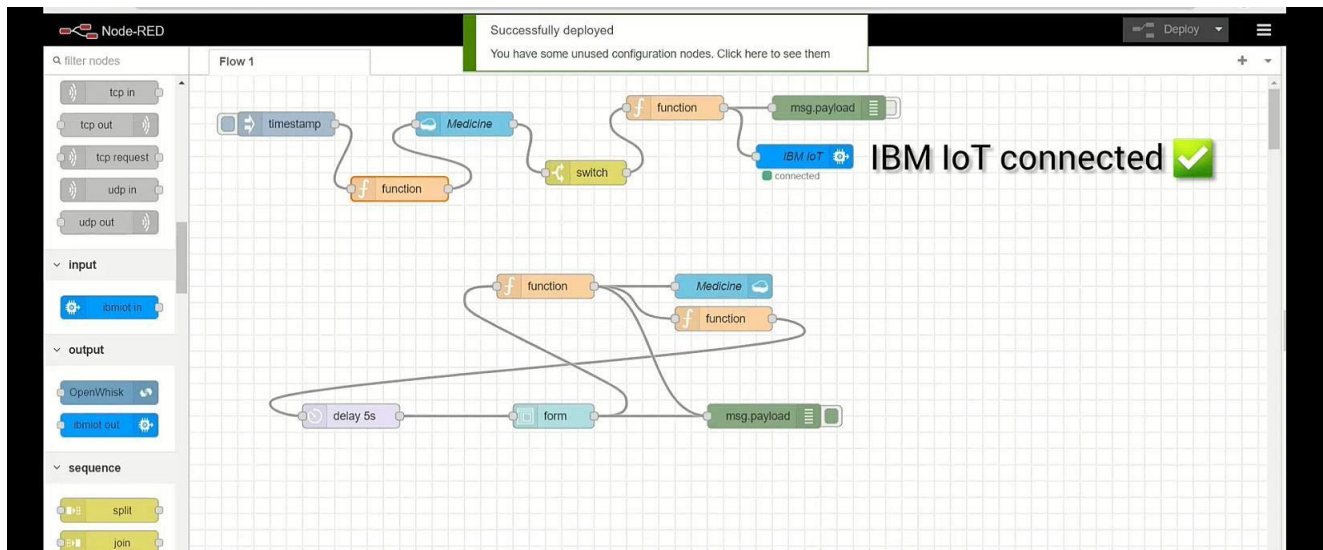 Node-RED
Successfully deployed
You have some unused configuration nodes. Click here to see them
Deploy
filter nodes
Flow 1
tcp in
tcp out
tcp request
udp in
udp out
input
ibmiot in
output
OpenWhisk
ibmiot out
sequence
split
join
timestamp
function
Medicine
switch
function
msg.payload
IBM IoT
connected
IBM IoT connected
function
Medicine
function
delay 5s
form
msg.payload